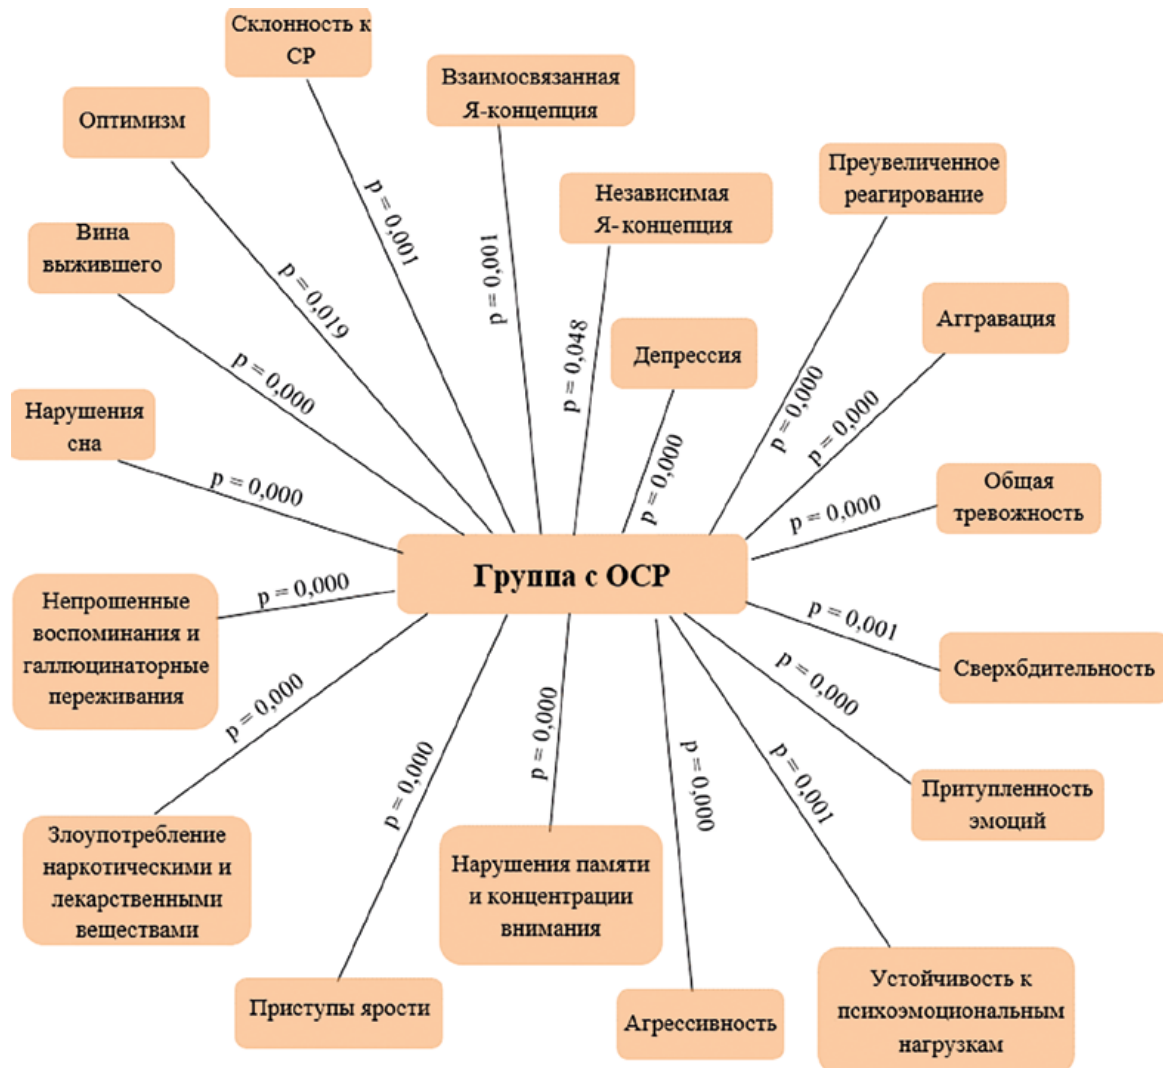 Склонность к
СР
Взаимосвязанная
Я-концепция
Оптимизм
Преувеличенное
реагирование
Независимая
Я- концепция
Вина
выжившего
Аггравация
Депрессия
Нарушения
сна
Общая
тревожность
p = 0,001
p = 0,001
p = 0,019
p = 0,048
p = 0,000
p = 0,000
p = 0,000
p = 0,000
p = 0,000
p = 0,000
Группа с ОСР
p = 0,000
p = 0,001
Непрошенные
воспоминания и
галлюцинаторные
переживания
Сверхбдительность
p = 0,000
p = 0,000
p = 0,000
p = 0,000
p = 0,000
p = 0,001
Притупленность
эмоций
Злоупотребление
наркотическими и
лекарственными
веществами
Нарушения памяти
и концентрации
внимания
Приступы ярости
Агрессивность
Устойчивость к
психоэмоциональным
нагрузкам